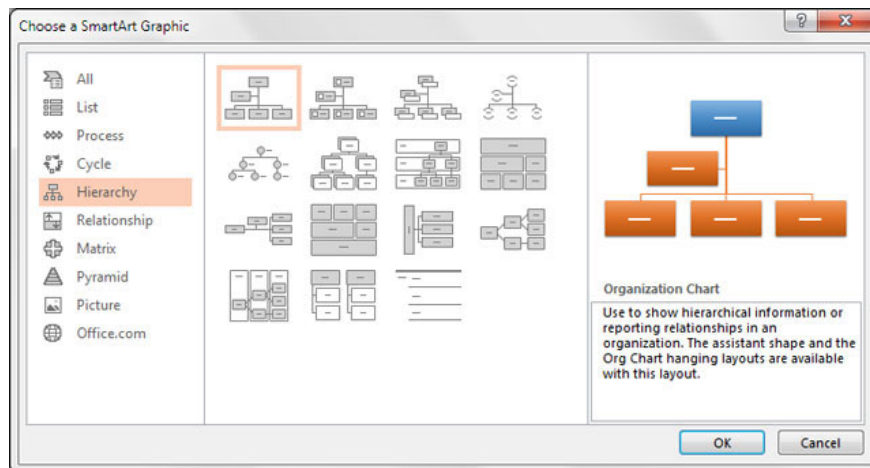 Choose a SmartArt Graphic
All
List
Process
Cycle
Hierarchy
Relationship
Matrix
Pyramid
Picture
Office.com
Organization Chart
Use to show hierarchical information or
reporting relationships in an
organization. The assistant shape and the
Org Chart hanging layouts are available
with this layout.
OK
Cancel